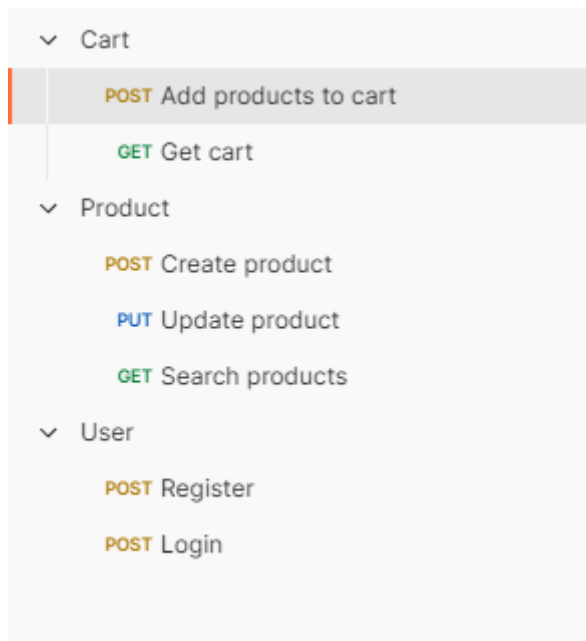 Cart
POST Add products to cart
GET Get cart
Product
POST Create product
PUT Update product
GET Search products
User
POST Register
POST Login